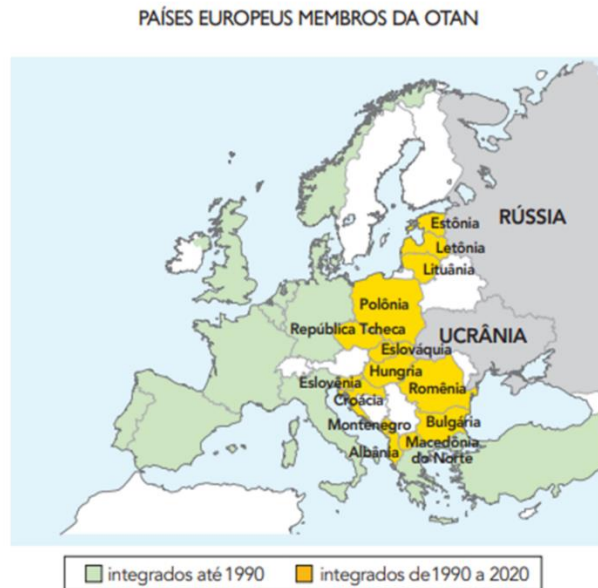 PAÍSES EUROPEUS MEMBROS DA OTAN
RÚSSIA
Estônia
Letônia
Lituânia
Polônia
República Tcheca
UCRÂNIA
Eslováquia
Hungria
Eslovênia
Romênia
Croácia
Montenegro
Bulgária
Albânia
Macedônia
do Norte
integrados até 1990
integrados de 1990 a 2020